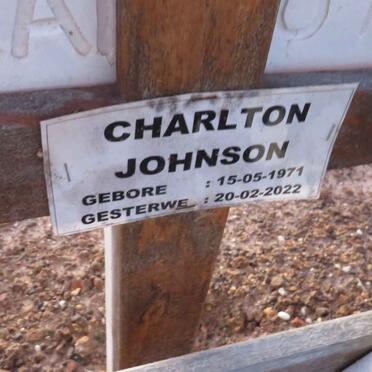 CHARLTON
JOHNSON
GEBORE : 15-05-1971
GESTERWE : 20-02-2022